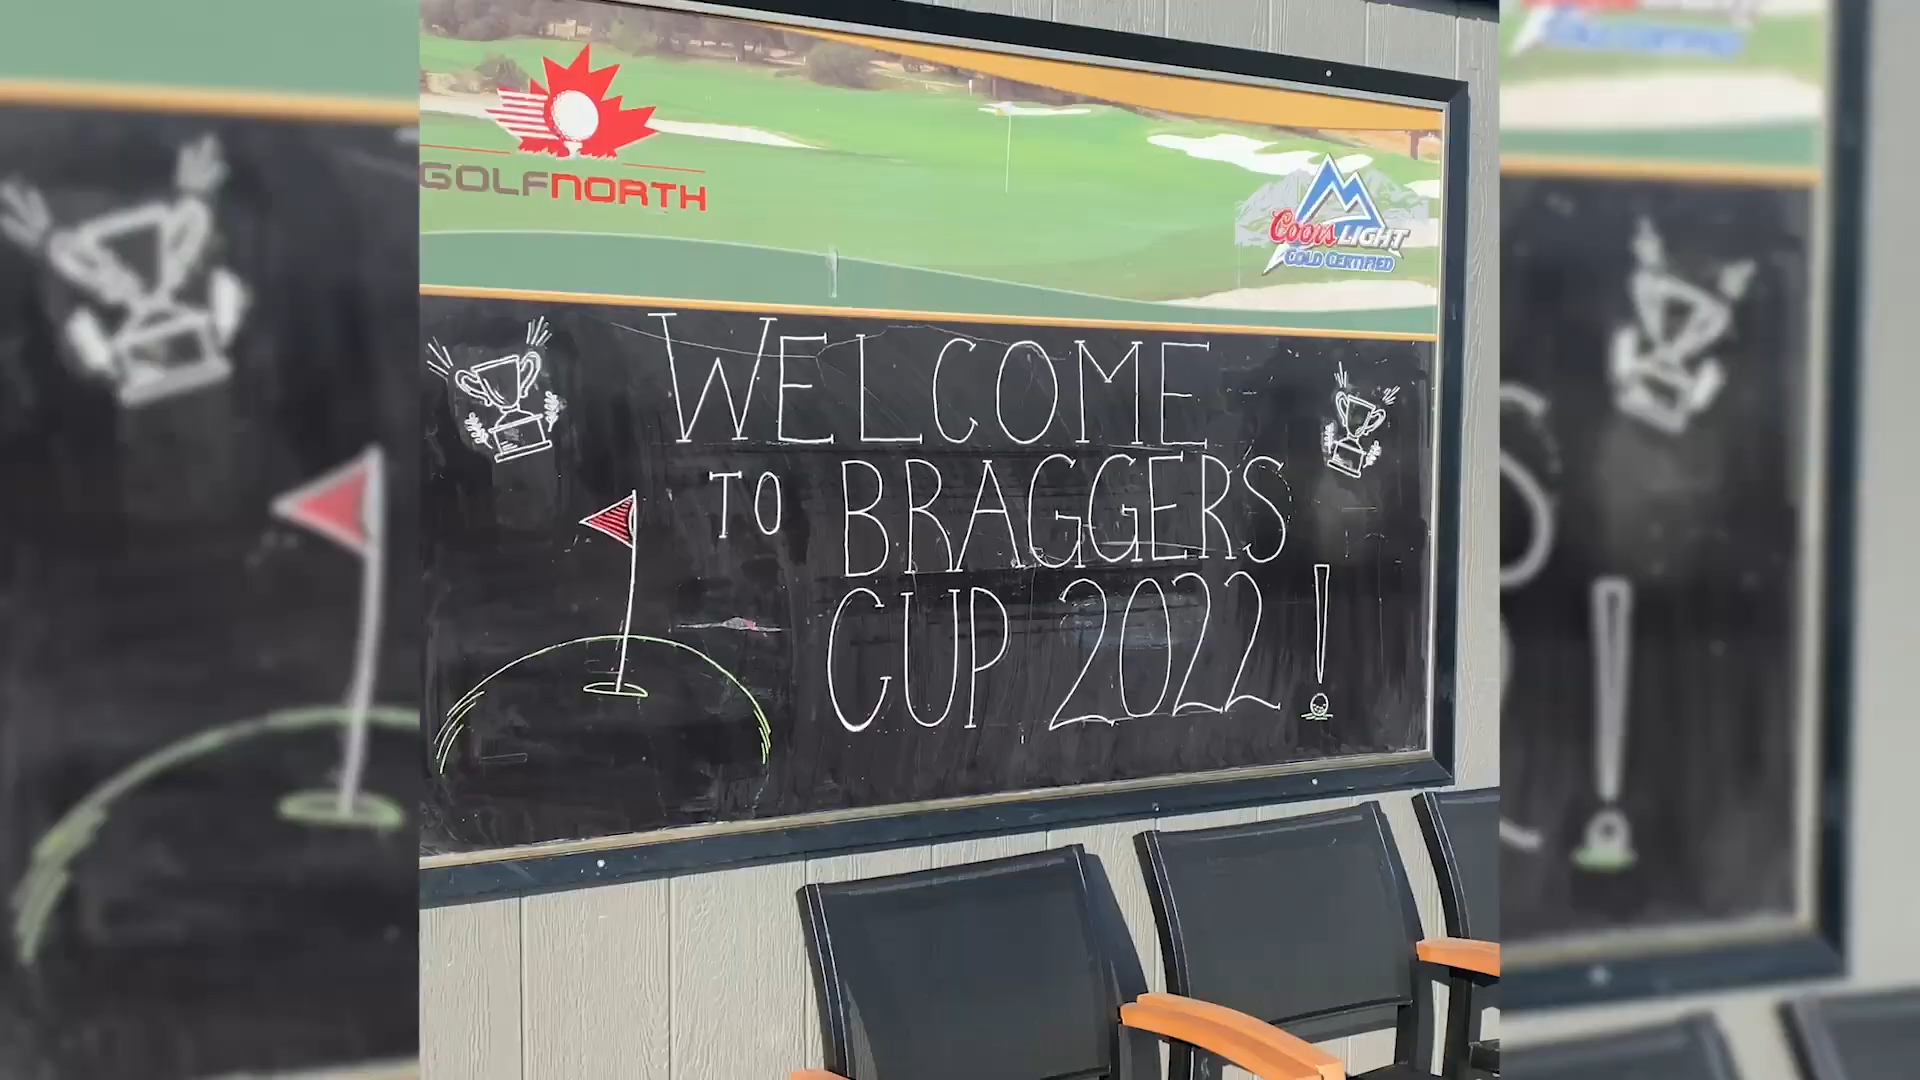 GOLFNORTH
Coors LIGHT
COLD CERTIFIED
WELCOME
TO BRAGGERS
CUP 2022!